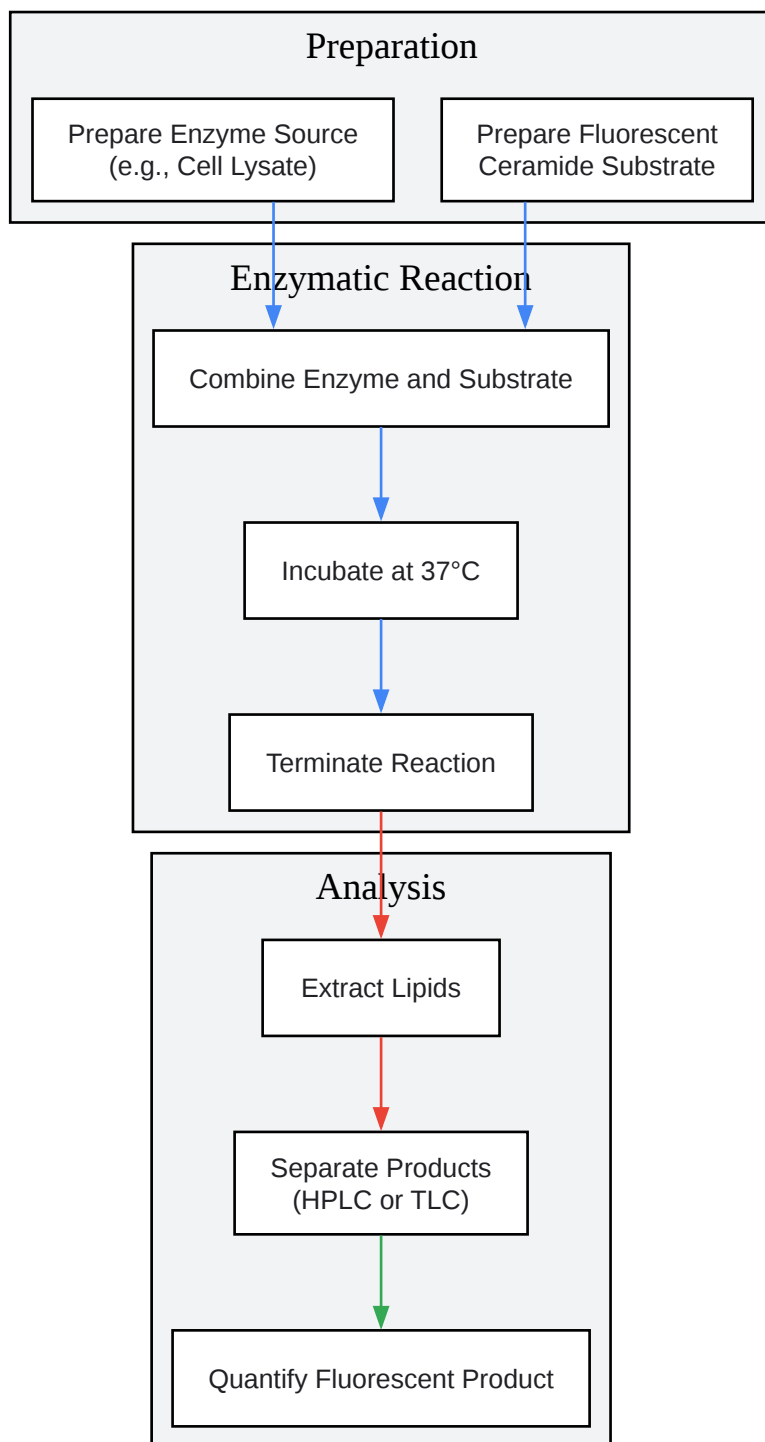 Preparation
Prepare Enzyme Source
(e.g., Cell Lysate)
Prepare Fluorescent
Ceramide Substrate
Enzymatic Reaction
Combine Enzyme and Substrate
Incubate at 37°C
Terminate Reaction
Analysis
Extract Lipids
Separate Products
(HPLC or TLC)
Quantify Fluorescent Product